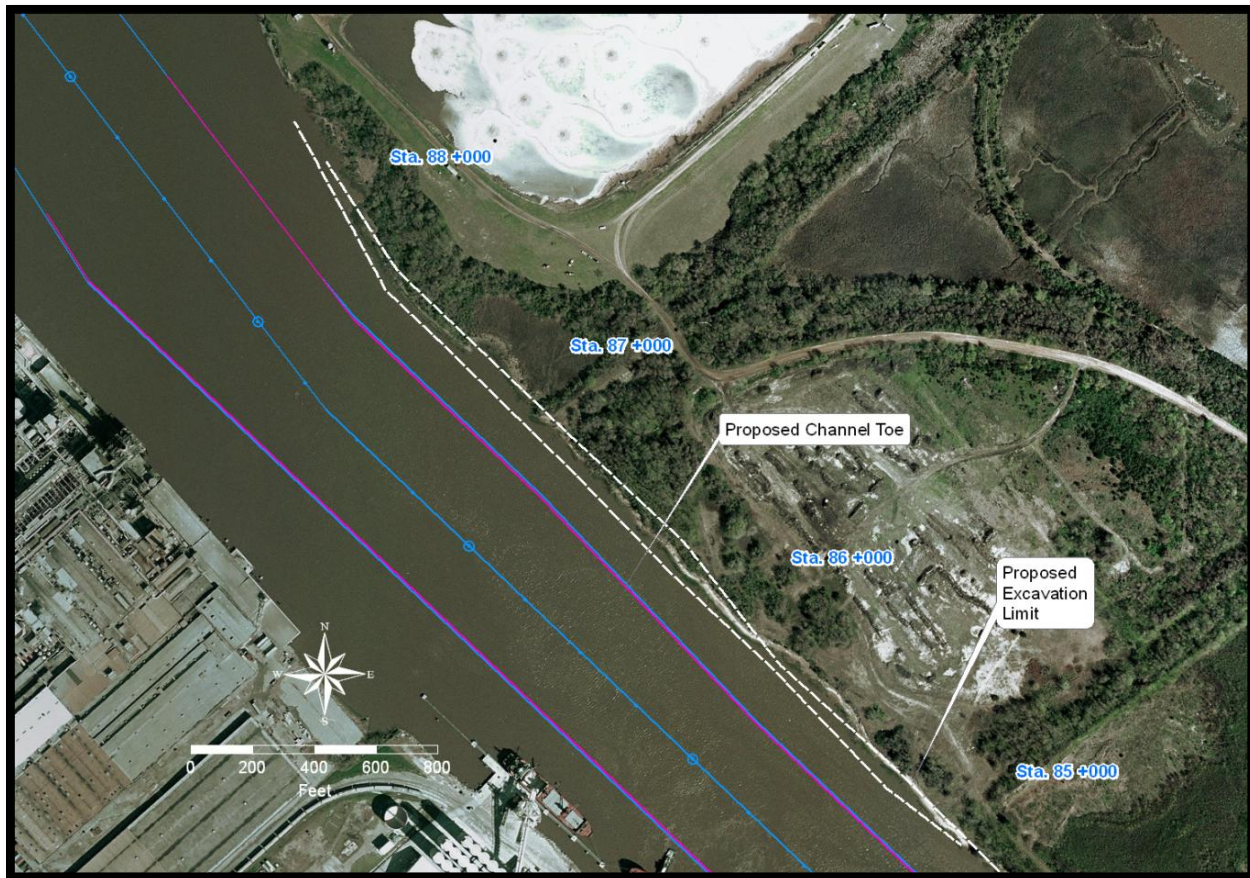 Sta. 88 +000
Sta. 87 +000
Proposed Channel Toe
Sta. 86 +000
Proposed
Excavation
Limit
N
W E
S
0 200 400 600 800
Feet
Sta. 85 +000